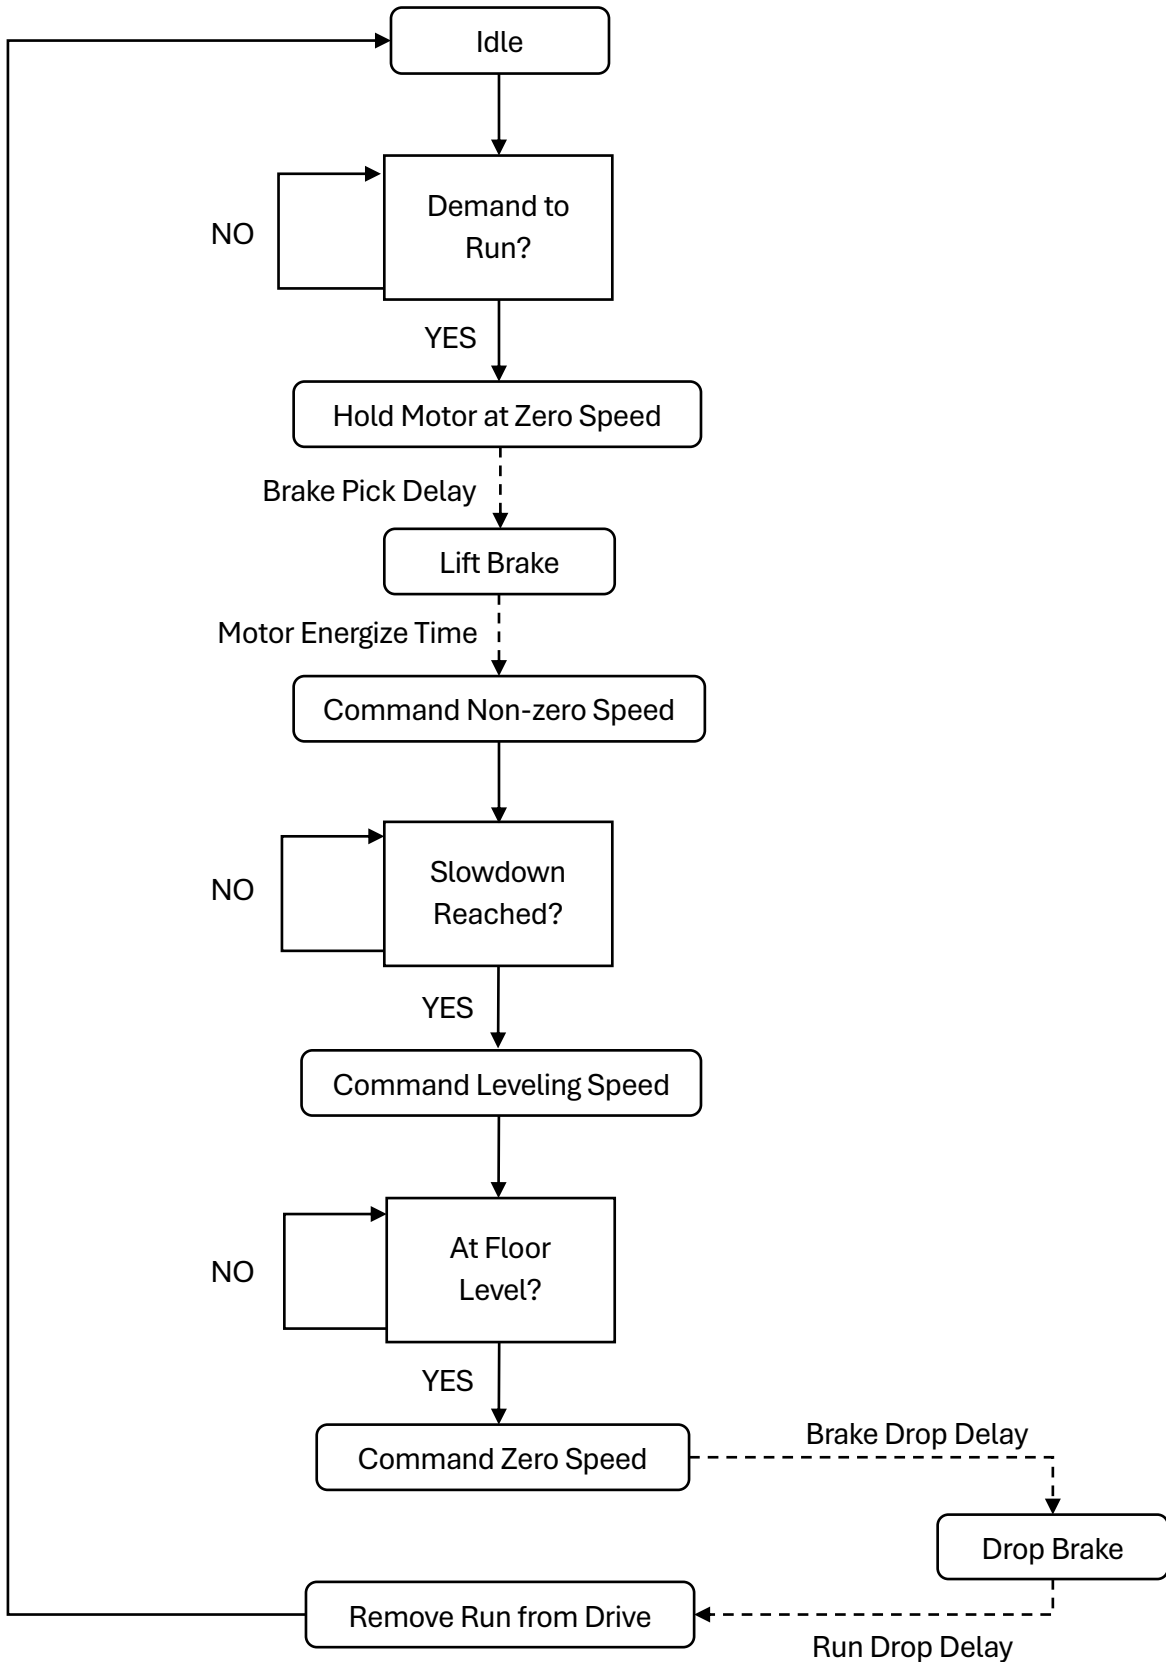 Idle
Demand to
Run?
NO
YES
Hold Motor at Zero Speed
Brake Pick Delay
Lift Brake
Motor Energize Time
Command Non-zero Speed
Slowdown
Reached?
NO
YES
Command Leveling Speed
At Floor
Level?
NO
YES
Command Zero Speed
Brake Drop Delay
Drop Brake
Run Drop Delay
Remove Run from Drive